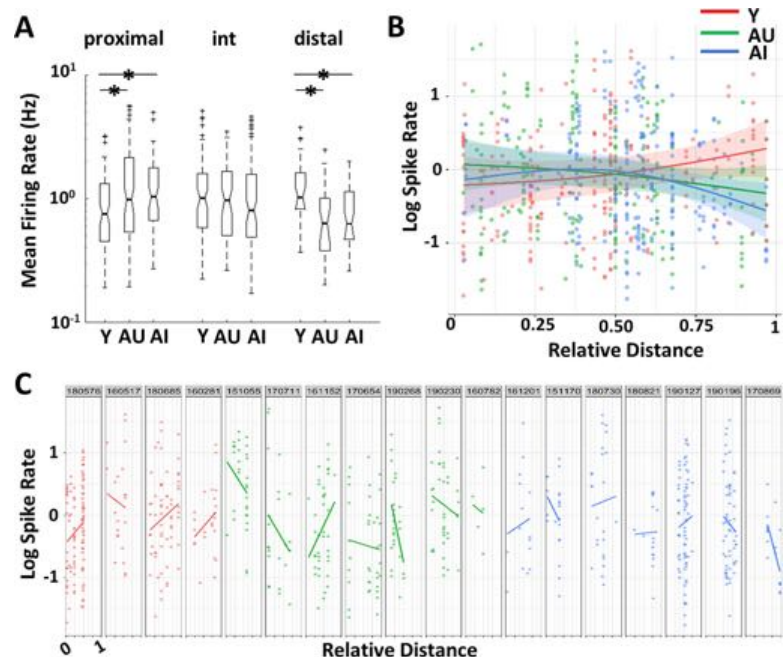 A
proximal int distal
* *
* *
Mean Firing Rate (Hz)
10¹
10⁰
10⁻¹
Y AU AI Y AU AI Y AU AI
B
Y
AU
AI
Log Spike Rate
1
0
-1
0 0.25 0.50 0.75 1
Relative Distance
C
180576 160517 180685 160281 151055 170711 161152 170654 190268 190230 160782 161201 151170 180730 180821 190127 190196 170869
Log Spike Rate
1
0
-1
0 1
Relative Distance